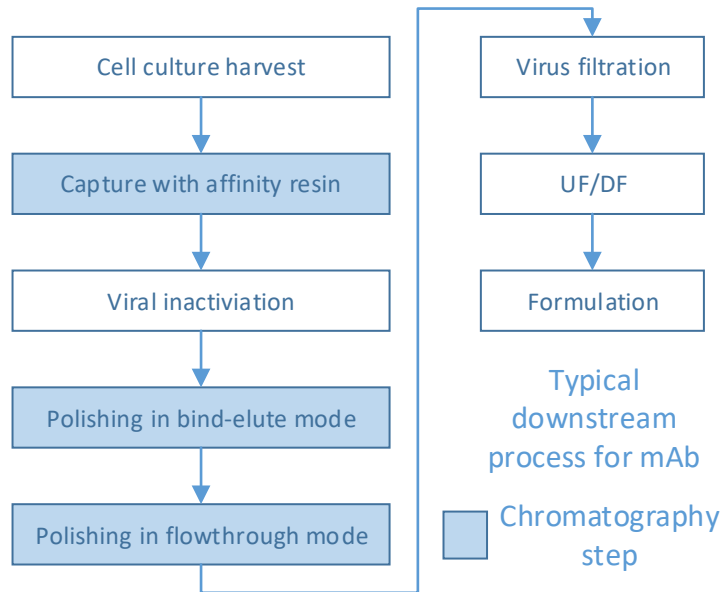 Cell culture harvest
Capture with affinity resin
Viral inactiviation
Polishing in bind-elute mode
Polishing in flowthrough mode
Virus filtration
UF/DF
Formulation
Typical
downstream
process for mAb
Chromatography
step